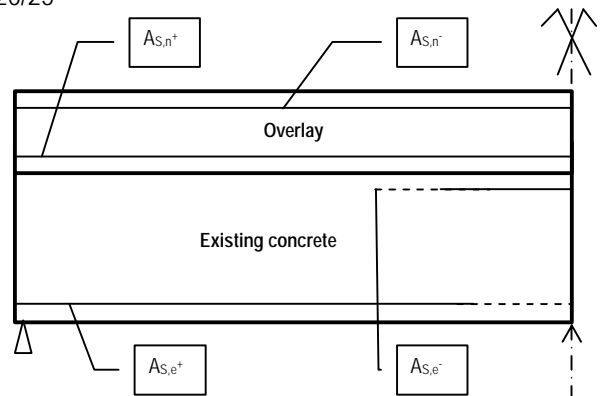 AS,n+
AS,n-
Overlay
Existing concrete
AS,e+
AS,e-